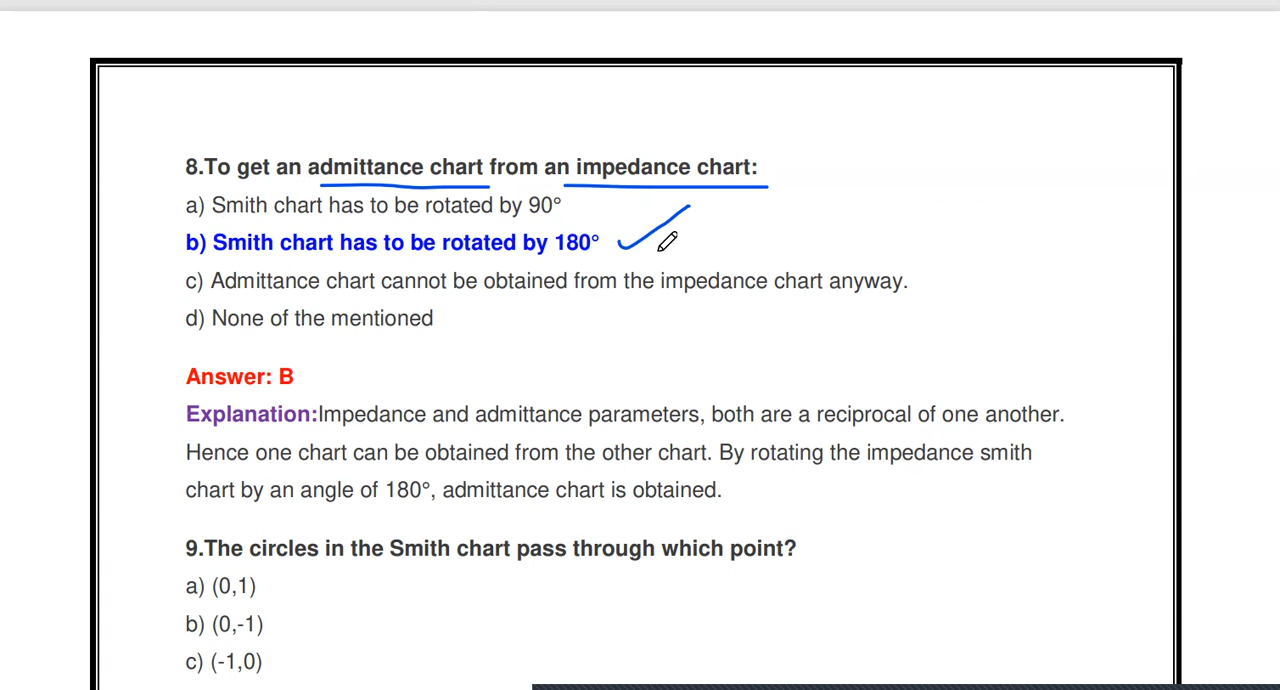 8.To get an admittance chart from an impedance chart:
a) Smith chart has to be rotated by 90°
b) Smith chart has to be rotated by 180°
c) Admittance chart cannot be obtained from the impedance chart anyway.
d) None of the mentioned
Answer: B
Explanation:Impedance and admittance parameters, both are a reciprocal of one another.
Hence one chart can be obtained from the other chart. By rotating the impedance smith
chart by an angle of 180°, admittance chart is obtained.
9.The circles in the Smith chart pass through which point?
a) (0,1)
b) (0,-1)
c) (-1,0)